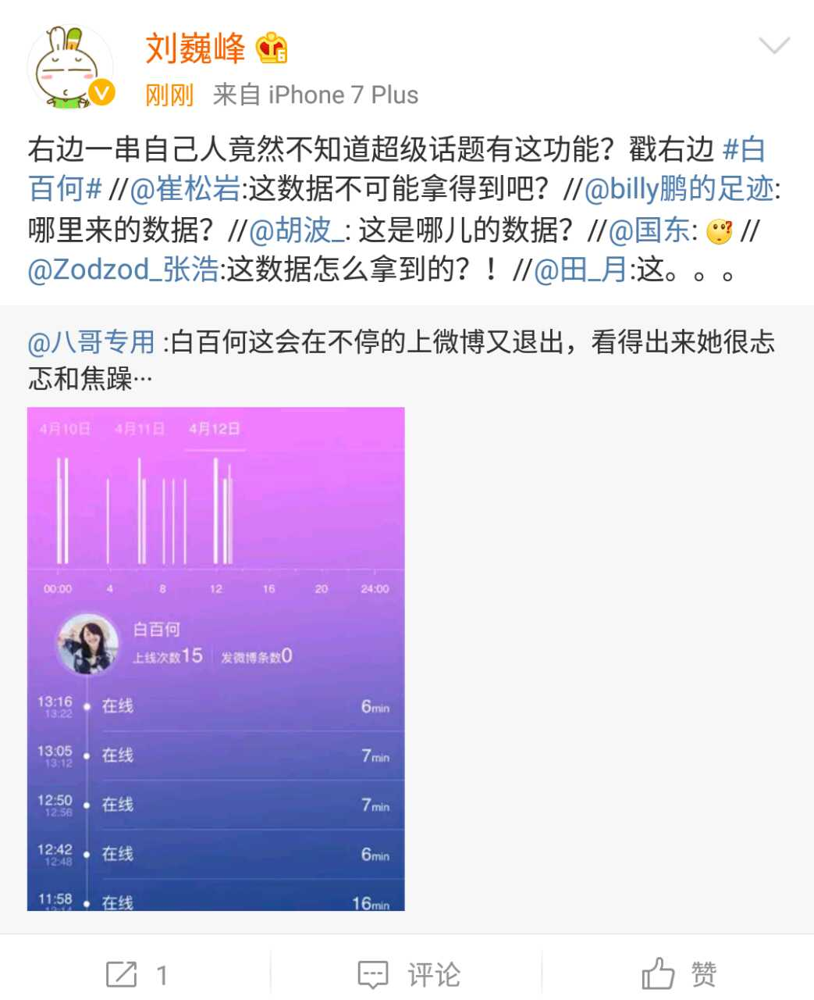 刘巍峰
刚刚 来自 iPhone 7 Plus
右边一串自己人竟然不知道超级话题有这功能？戳右边 #白
百何# //@崔松岩:这数据不可能拿得到吧？//@billy鹏的足迹:
哪里来的数据？//@胡波_: 这是哪儿的数据？//@国东: //
@Zodzod_张浩:这数据怎么拿到的？！//@田_月:这。。。
@八哥专用 :白百何这会在不停的上微博又退出，看得出来她很忐
忑和焦躁…
4月10日 4月11日 4月12日
00:00 4 8 12 16 20 24:00
白百何
上线次数15 发微博条数0
13:16 在线 6min
13:22
13:05 在线 7min
13:12
12:50 在线 7min
12:56
12:42 在线 6min
12:48
11:58 在线 16min
1 评论 赞